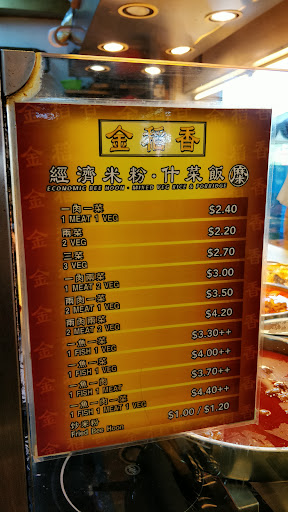 金稻香
經濟米粉·什菜飯粥
ECONOMIC BEE HOON · MIXED VEG RICE & PORRIDGE
一肉一菜 $2.40
1 MEAT 1 VEG
兩菜 $2.20
2 VEG
三菜 $2.70
3 VEG
一肉兩菜 $3.00
1 MEAT 2 VEG
兩肉一菜 $3.50
2 MEAT 1 VEG
兩肉兩菜 $4.20
2 MEAT 2 VEG
一魚一菜 $3.30++
1 FISH 1 VEG
一魚一菜 $4.00++
1 FISH 1 VEG
一魚一肉 $3.70++
1 FISH 1 MEAT
一魚一肉一菜 $4.40++
1 FISH 1 MEAT 1 VEG
炒米粉 $1.00 / $1.20
Fried Bee Hoon